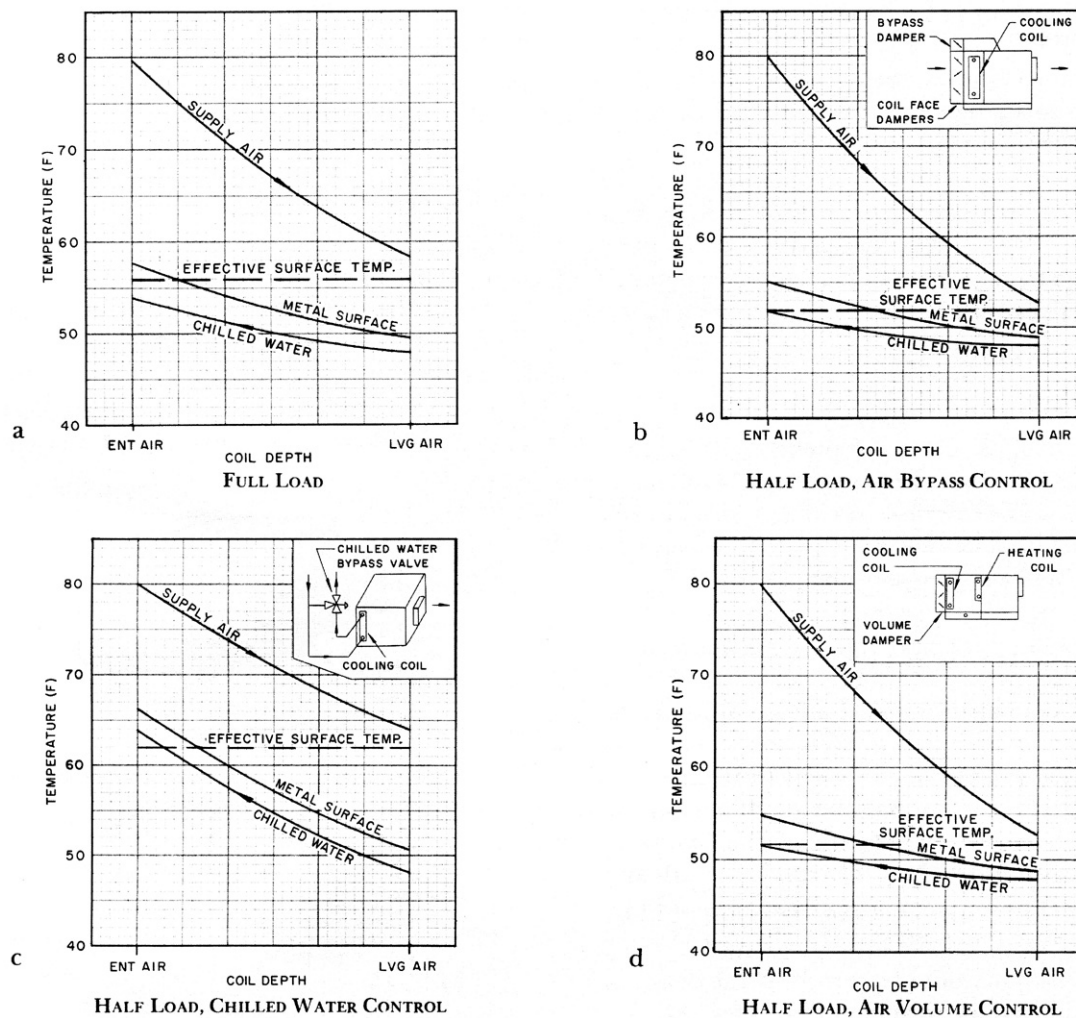 80
70
60
50
40
TEMPERATURE (F)
SUPPLY AIR
EFFECTIVE SURFACE TEMP.
METAL SURFACE
CHILLED WATER
ENT AIR
LVG AIR
COIL DEPTH
a
FULL LOAD
80
70
60
50
40
TEMPERATURE (F)
BYPASS
DAMPER
COOLING
COIL
COIL FACE
DAMPERS
SUPPLY AIR
EFFECTIVE
SURFACE TEMP.
METAL SURFACE
CHILLED WATER
ENT AIR
LVG AIR
COIL DEPTH
b
HALF LOAD, AIR BYPASS CONTROL
80
70
60
50
40
TEMPERATURE (F)
CHILLED WATER
BYPASS VALVE
COOLING COIL
SUPPLY AIR
EFFECTIVE SURFACE TEMP.
METAL SURFACE
CHILLED WATER
ENT AIR
LVG AIR
COIL DEPTH
c
HALF LOAD, CHILLED WATER CONTROL
80
70
60
50
40
TEMPERATURE (F)
COOLING
COIL
HEATING
COIL
VOLUME
DAMPER
SUPPLY AIR
EFFECTIVE
SURFACE TEMP.
METAL SURFACE
CHILLED WATER
ENT AIR
LVG AIR
COIL DEPTH
d
HALF LOAD, AIR VOLUME CONTROL